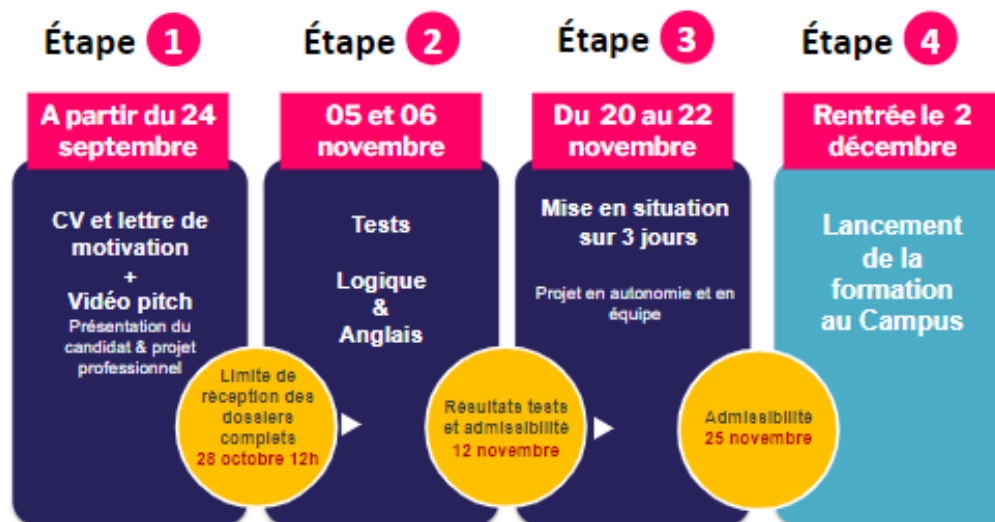 Étape 1
A partir du 24
septembre
CV et lettre de
motivation
+
Vidéo pitch
Présentation du
candidat & projet
professionnel
Limite de
réception des
dossiers
complets
28 octobre 12h
Étape 2
05 et 06
novembre
Tests
Logique
&
Anglais
Résultats tests
et admissibilité
12 novembre
Étape 3
Du 20 au 22
novembre
Mise en situation
sur 3 jours
Projet en autonomie et en
équipe
Admissibilité
25 novembre
Étape 4
Rentrée le 2
décembre
Lancement
de la
formation
au Campus